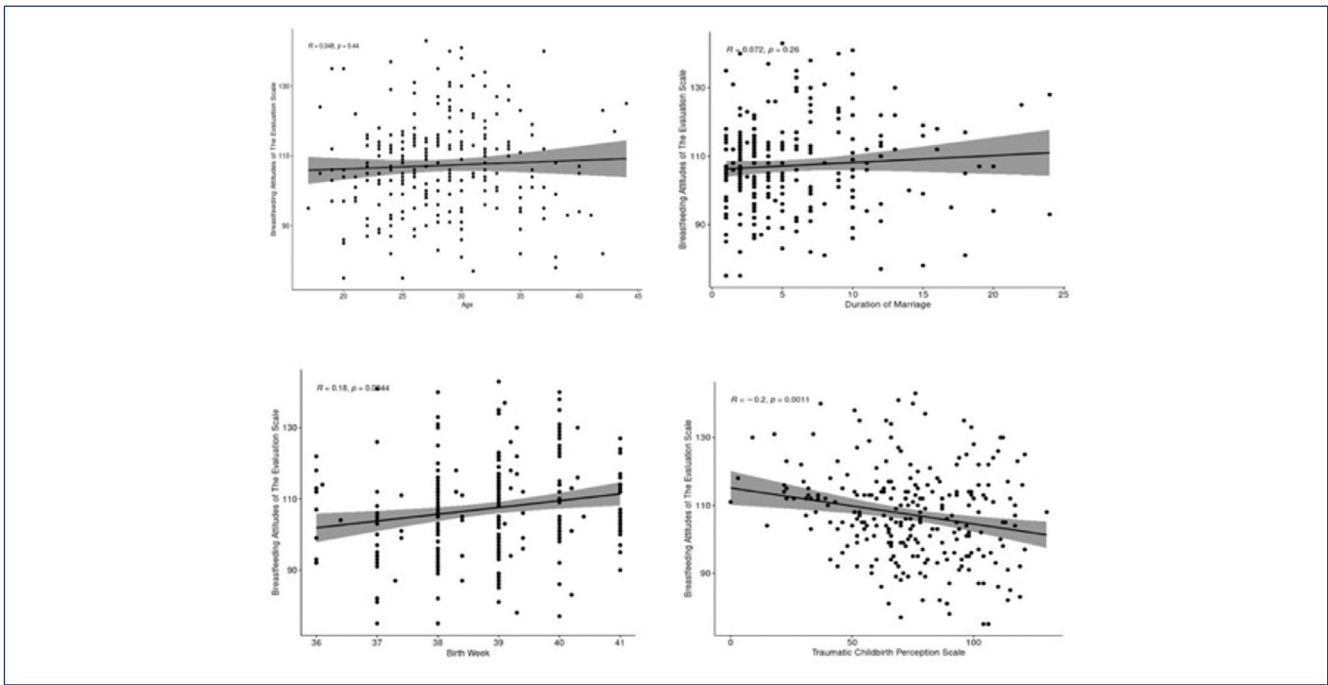 R = 0.048, p = 0.44
Breastfeeding Attitudes of The Evaluation Scale
130
110
90
20
25
30
35
40
45
Age
R = 0.072, p = 0.26
Breastfeeding Attitudes of The Evaluation Scale
130
110
90
0
5
10
15
20
25
Duration of Marriage
R = 0.18, p =
Breastfeeding Attitudes of The Evaluation Scale
130
110
90
36
37
38
39
40
41
Birth Week
R = −0.2, p = 0.0011
Breastfeeding Attitudes of The Evaluation Scale
130
110
90
0
50
100
Traumatic Childbirth Perception Scale